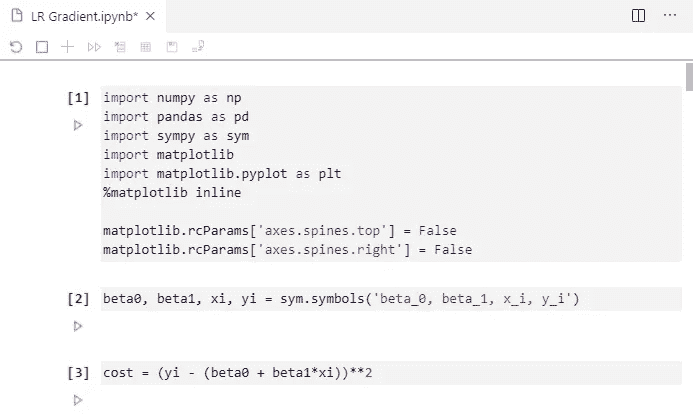 LR Gradient.ipynb*
[1] import numpy as np
import pandas as pd
import sympy as sym
import matplotlib
import matplotlib.pyplot as plt
%matplotlib inline
matplotlib.rcParams['axes.spines.top'] = False
matplotlib.rcParams['axes.spines.right'] = False
[2] beta0, beta1, xi, yi = sym.symbols('beta_0, beta_1, x_i, y_i')
[3] cost = (yi - (beta0 + beta1*xi))**2